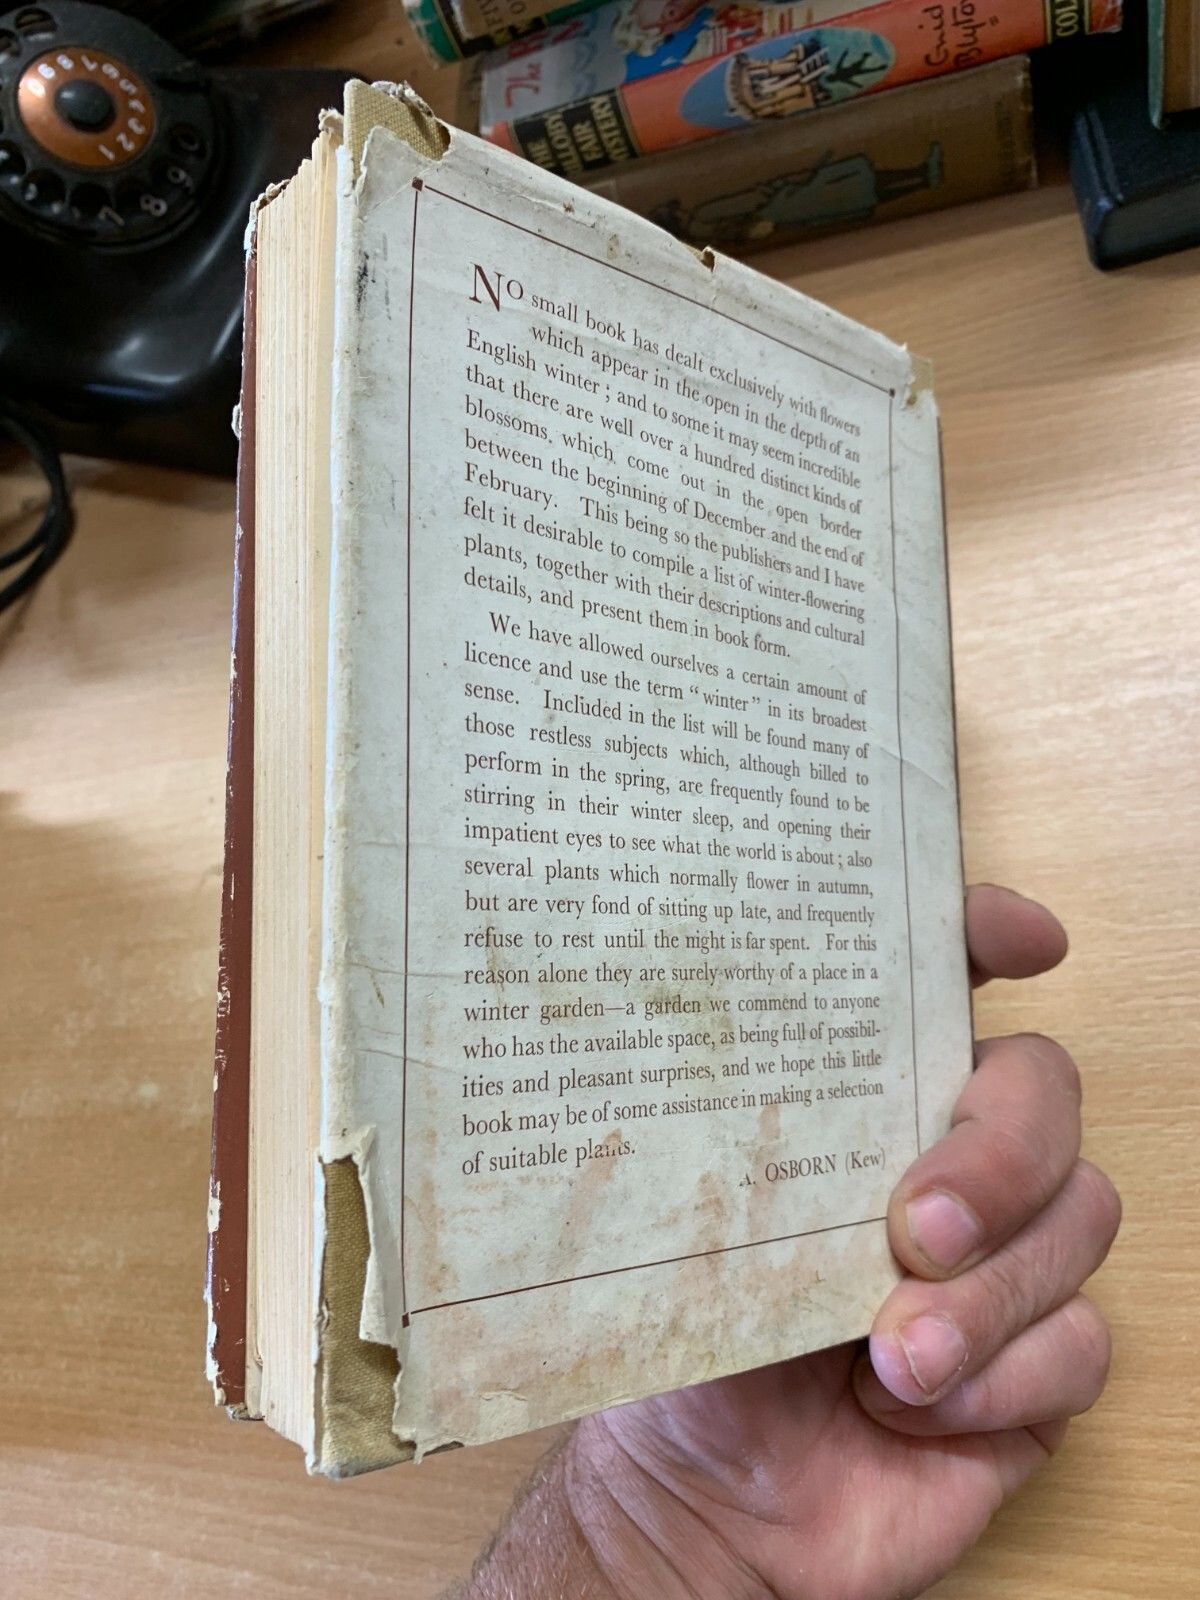 Enid
Blyton
THE
FAIR
MYSTERY
The
NO small book has dealt exclusively with flowers
which appear in the open in the depth of an
English winter; and to some it may seem incredible
that there are well over a hundred distinct kinds of
blossoms, which come out in the open border
between the beginning of December and the end of
February. This being so the publishers and I have
felt it desirable to compile a list of winter-flowering
plants, together with their descriptions and cultural
details, and present them in book form.
We have allowed ourselves a certain amount of
licence and use the term "winter" in its broadest
sense. Included in the list will be found many of
those restless subjects which, although billed to
perform in the spring, are frequently found to be
stirring in their winter sleep, and opening their
impatient eyes to see what the world is about; also
several plants which normally flower in autumn,
but are very fond of sitting up late, and frequently
refuse to rest until the night is far spent. For this
reason alone they are surely worthy of a place in a
winter garden—a garden we commend to anyone
who has the available space, as being full of possibil-
ities and pleasant surprises, and we hope this little
book may be of some assistance in making a selection
of suitable plants.
A. OSBORN (Kew)